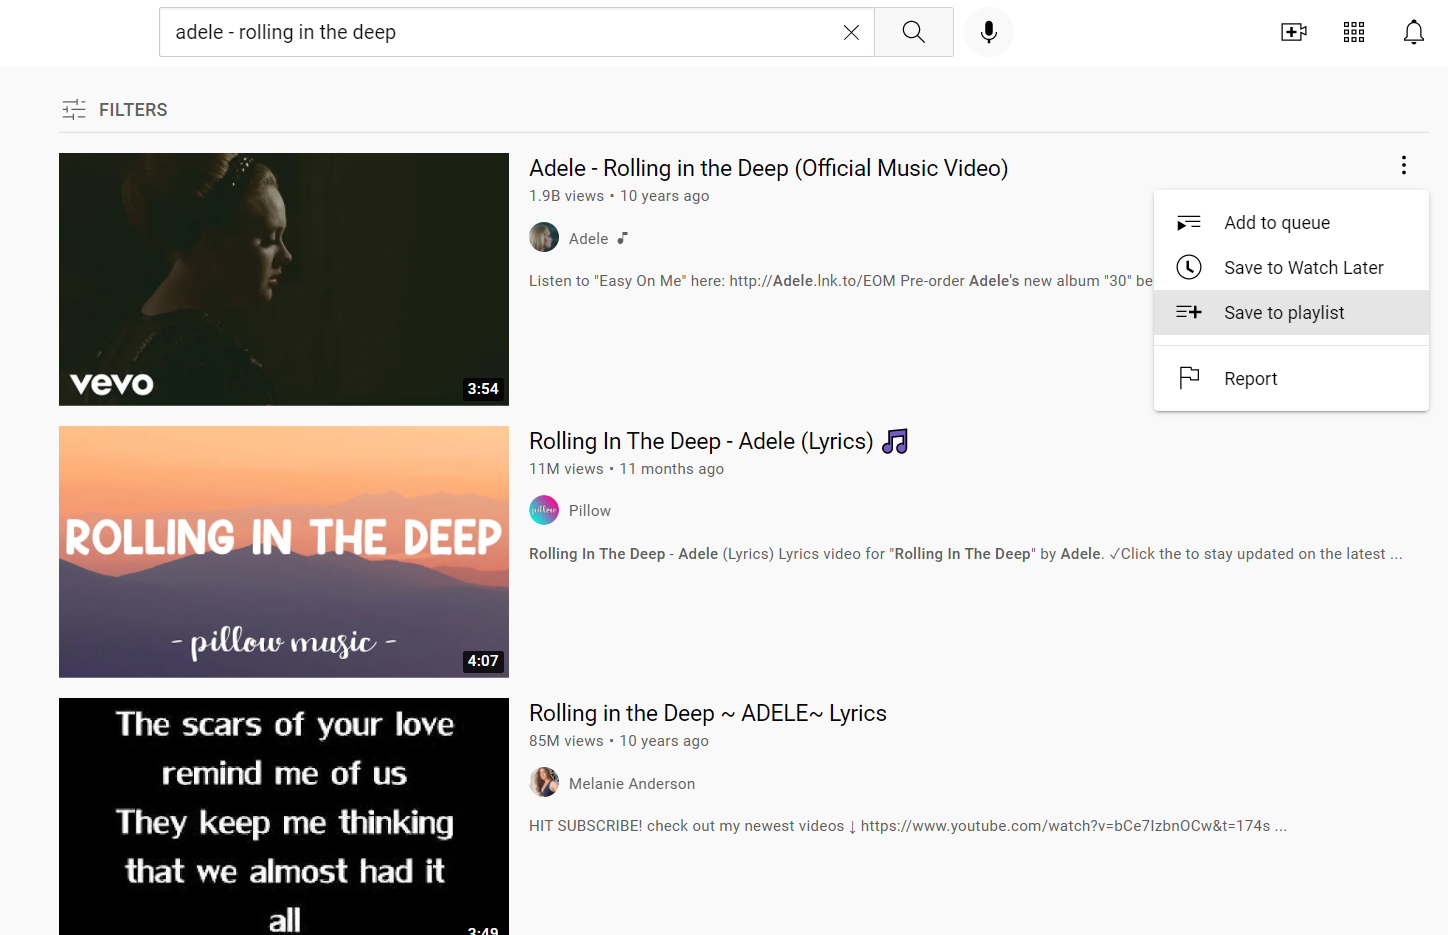 adele - rolling in the deep
FILTERS
Adele - Rolling in the Deep (Official Music Video)
1.9B views • 10 years ago
Adele
Listen to "Easy On Me" here: http://Adele.lnk.to/EOM Pre-order Adele's new album "30" be
vevo
3:54
Add to queue
Save to Watch Later
Save to playlist
Report
Rolling In The Deep - Adele (Lyrics) 🎵
11M views • 11 months ago
pillow
Pillow
Rolling In The Deep - Adele (Lyrics) Lyrics video for "Rolling In The Deep" by Adele. ✓Click the to stay updated on the latest ...
ROLLING IN THE DEEP
- pillow music -
4:07
Rolling in the Deep ~ ADELE~ Lyrics
85M views • 10 years ago
Melanie Anderson
HIT SUBSCRIBE! check out my newest videos ↓ https://www.youtube.com/watch?v=bCe7IzbnOCw&t=174s ...
The scars of your love
remind me of us
They keep me thinking
that we almost had it
all
3:49